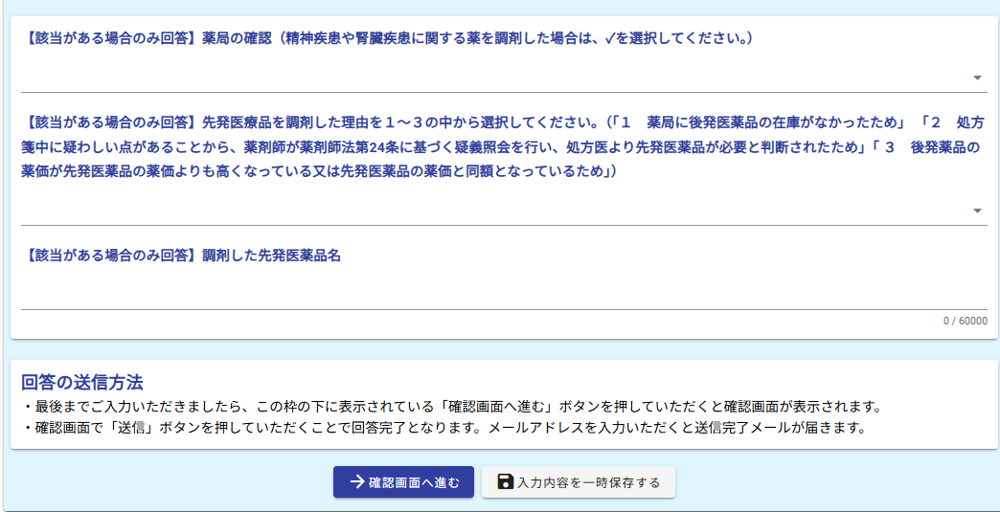 【該当がある場合のみ回答】薬局の確認（精神疾患や腎臓疾患に関する薬を調剤した場合は、✓を選択してください。）
【該当がある場合のみ回答】先発医療品を調剤した理由を１～３の中から選択してください。（「１　薬局に後発医薬品の在庫がなかったため」　「２　処方
箋中に疑わしい点があることから、薬剤師が薬剤師法第24条に基づく疑義照会を行い、処方医より先発医薬品が必要と判断されたため」「３　後発薬品の
薬価が先発医薬品の薬価よりも高くなっている又は先発医薬品の薬価と同額となっているため」）
【該当がある場合のみ回答】調剤した先発医薬品名
0 / 60000
回答の送信方法
・最後までご入力いただきましたら、この枠の下に表示されている「確認画面へ進む」ボタンを押していただくと確認画面が表示されます。
・確認画面で「送信」ボタンを押していただくことで回答完了となります。メールアドレスを入力いただくと送信完了メールが届きます。
確認画面へ進む
入力内容を一時保存する